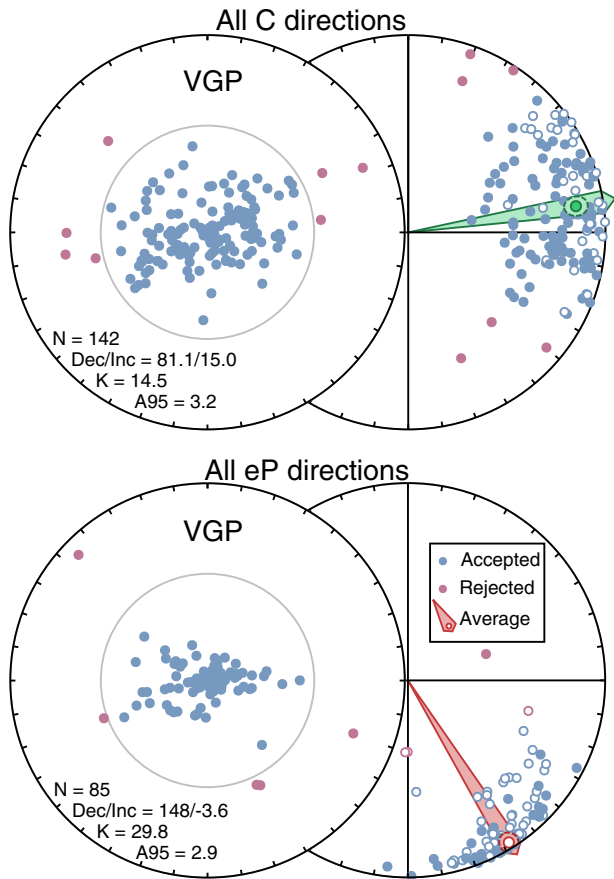 All C directions
VGP
N = 142
Dec/Inc = 81.1/15.0
K = 14.5
A95 = 3.2
All eP directions
VGP
Accepted
Rejected
Average
N = 85
Dec/Inc = 148/-3.6
K = 29.8
A95 = 2.9